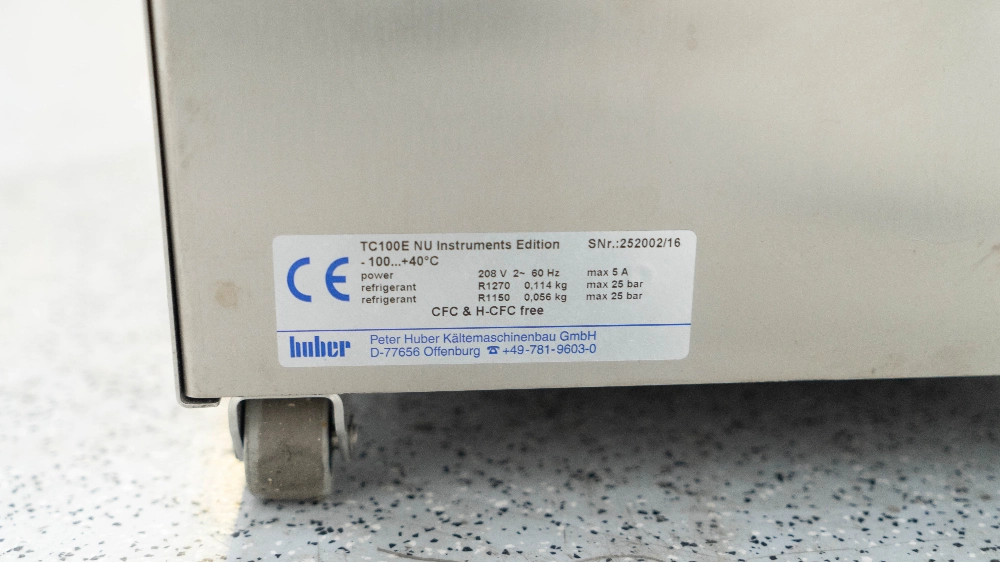 TC100E NU Instruments Edition SNr.:252002/16
- 100...+40°C
power 208 V 2~ 60 Hz max 5 A
refrigerant R1270 0,114 kg max 25 bar
refrigerant R1150 0,056 kg max 25 bar
CFC & H-CFC free
CE
huber
Peter Huber Kältemaschinenbau GmbH
D-77656 Offenburg ☎ +49-781-9603-0